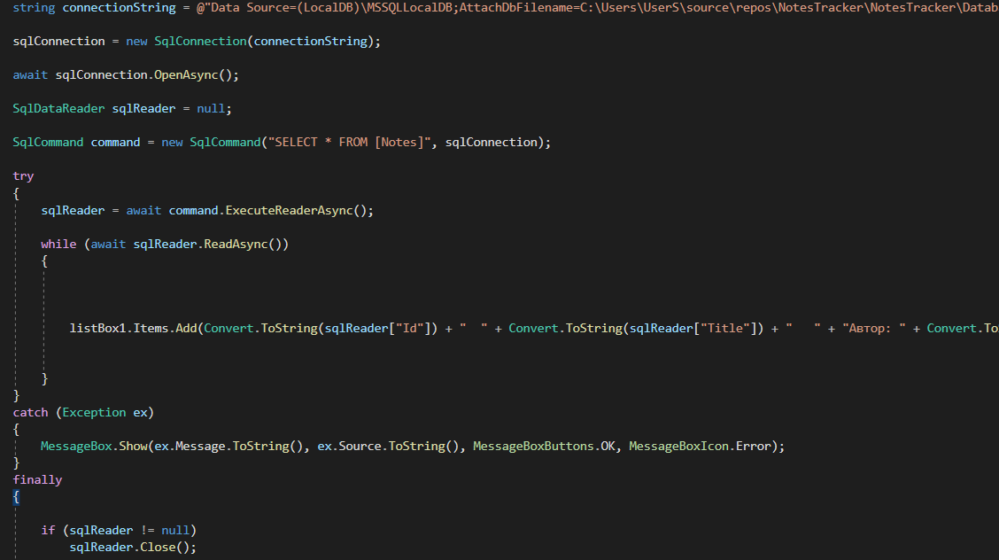 string connectionString = @"Data Source=(LocalDB)\MSSQLLocalDB;AttachDbFilename=C:\Users\UserS\source\repos\NotesTracker\NotesTracker\Datab
sqlConnection = new SqlConnection(connectionString);
await sqlConnection.OpenAsync();
SqlDataReader sqlReader = null;
SqlCommand command = new SqlCommand("SELECT * FROM [Notes]", sqlConnection);
try
{
sqlReader = await command.ExecuteReaderAsync();
while (await sqlReader.ReadAsync())
{
listBox1.Items.Add(Convert.ToString(sqlReader["Id"]) + "  " + Convert.ToString(sqlReader["Title"]) + "   " + "Автор: " + Convert.To
}
}
catch (Exception ex)
{
MessageBox.Show(ex.Message.ToString(), ex.Source.ToString(), MessageBoxButtons.OK, MessageBoxIcon.Error);
}
finally
{
if (sqlReader != null)
sqlReader.Close();